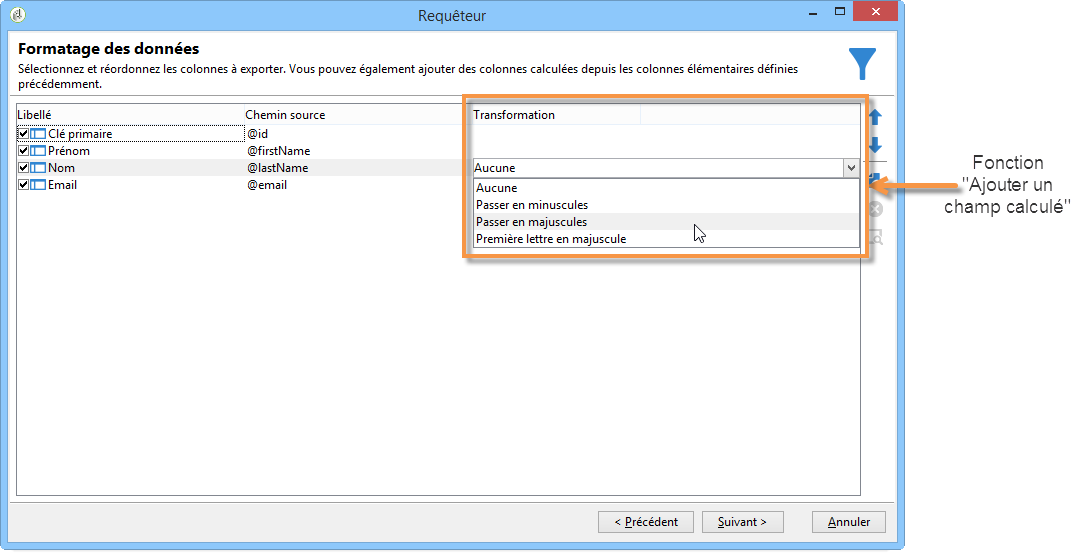 Requêteur
Formatage des données
Sélectionnez et réordonnez les colonnes à exporter. Vous pouvez également ajouter des colonnes calculées depuis les colonnes élémentaires définies
précédemment.
Libellé Chemin source Transformation
Clé primaire @id
Prénom @firstName
Nom @lastName Aucune
Email @email
Aucune
Passer en minuscules
Passer en majuscules
Première lettre en majuscule
Fonction
"Ajouter un
champ calculé"
< Précédent Suivant > Annuler